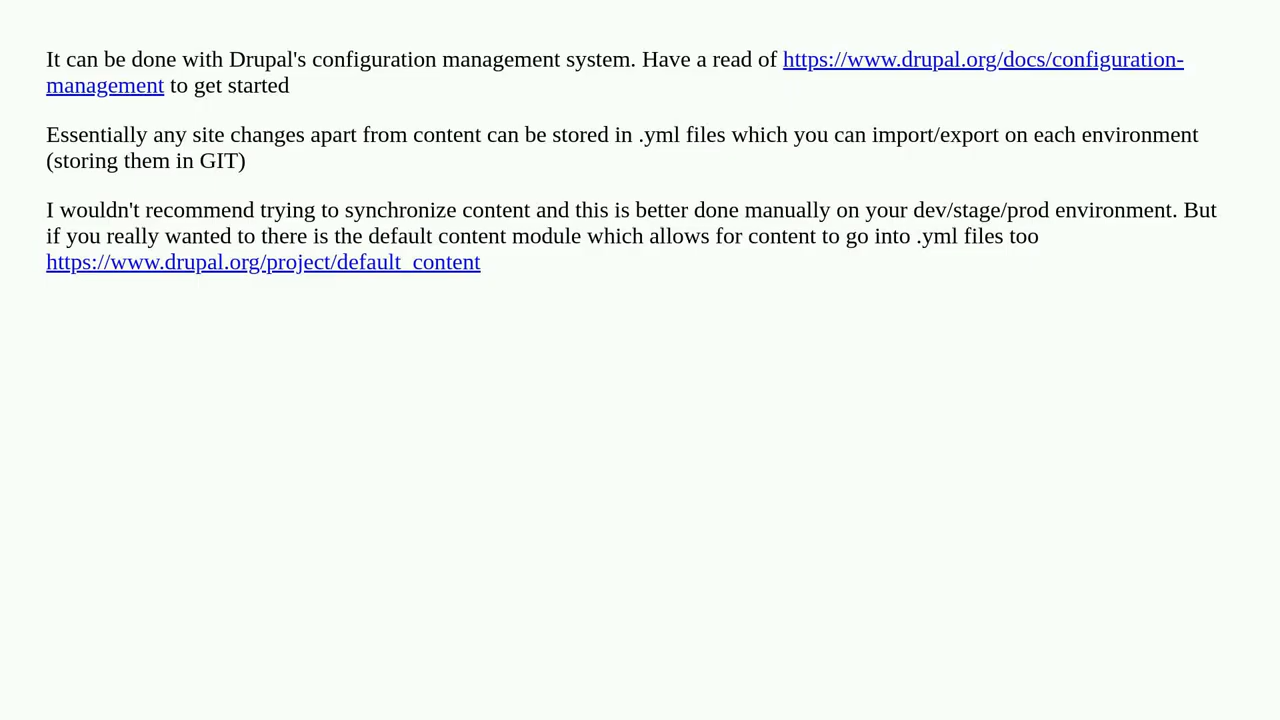 It can be done with Drupal's configuration management system. Have a read of https://www.drupal.org/docs/configuration-
management to get started
Essentially any site changes apart from content can be stored in .yml files which you can import/export on each environment
(storing them in GIT)
I wouldn't recommend trying to synchronize content and this is better done manually on your dev/stage/prod environment. But
if you really wanted to there is the default content module which allows for content to go into .yml files too
https://www.drupal.org/project/default_content